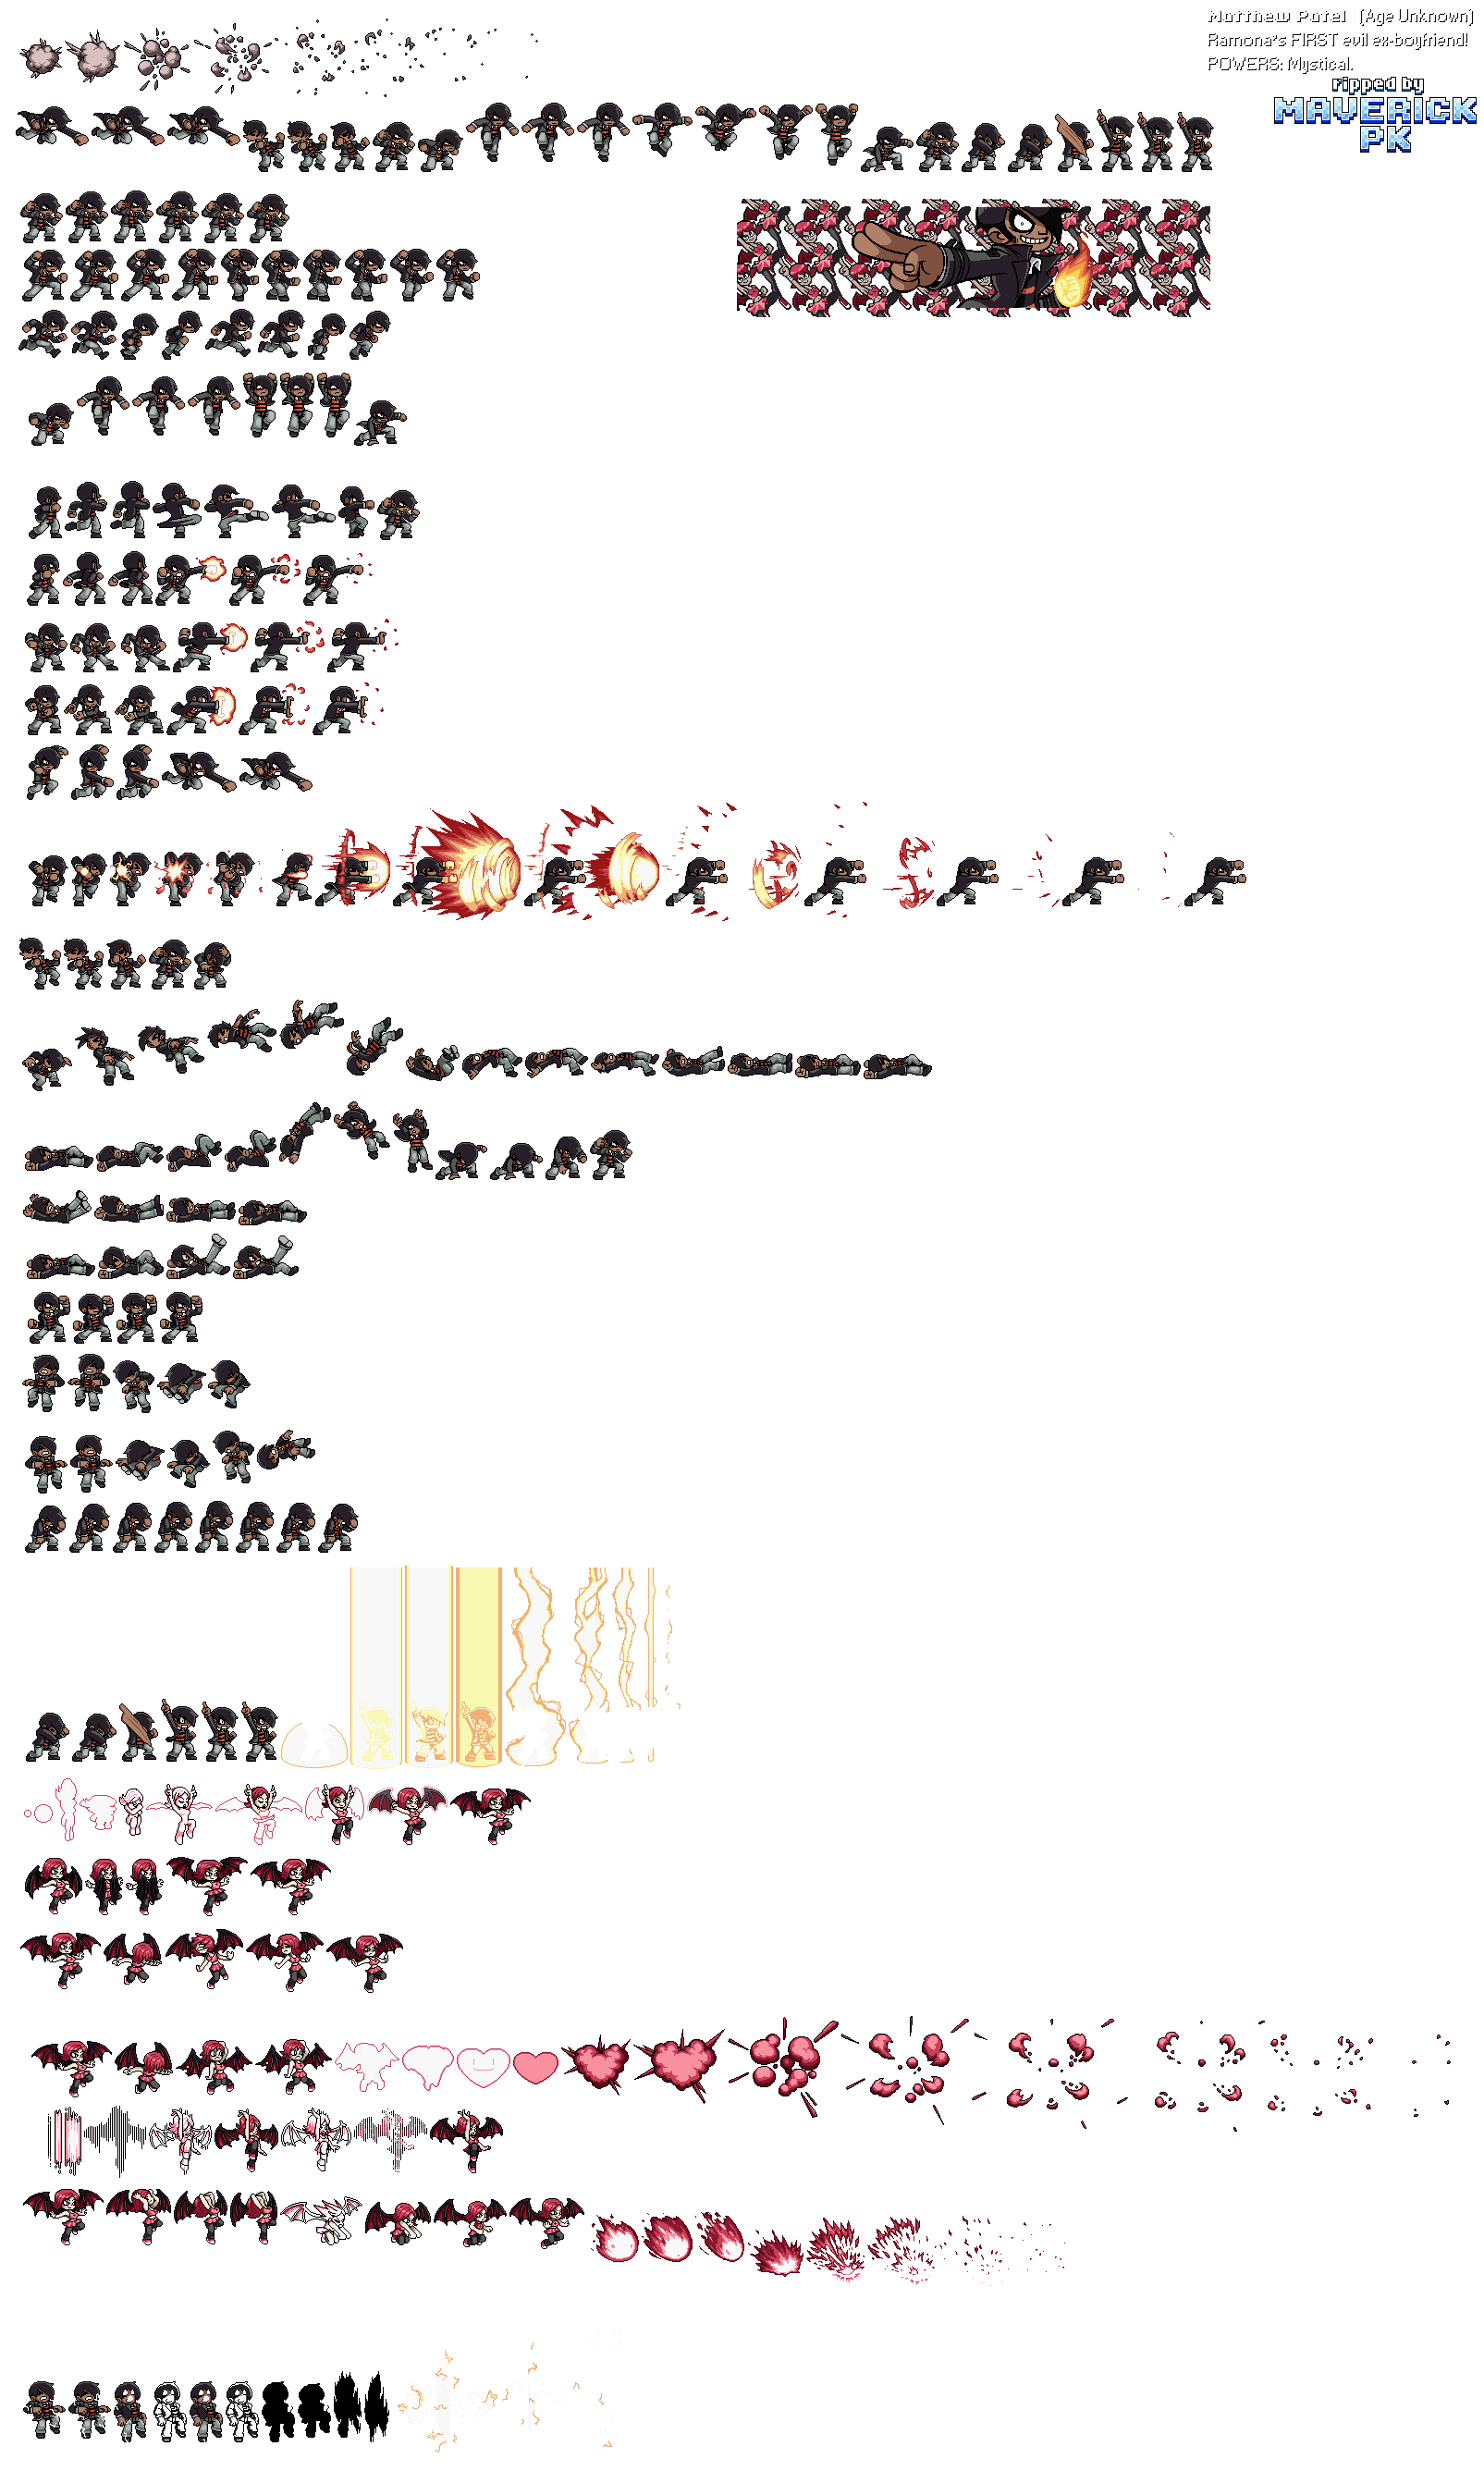 Matthew Patel (Age Unknown)
Ramona's FIRST evil ex-boyfriend!
POWERS: Mystical.
ripped by
MAVERICK
PK